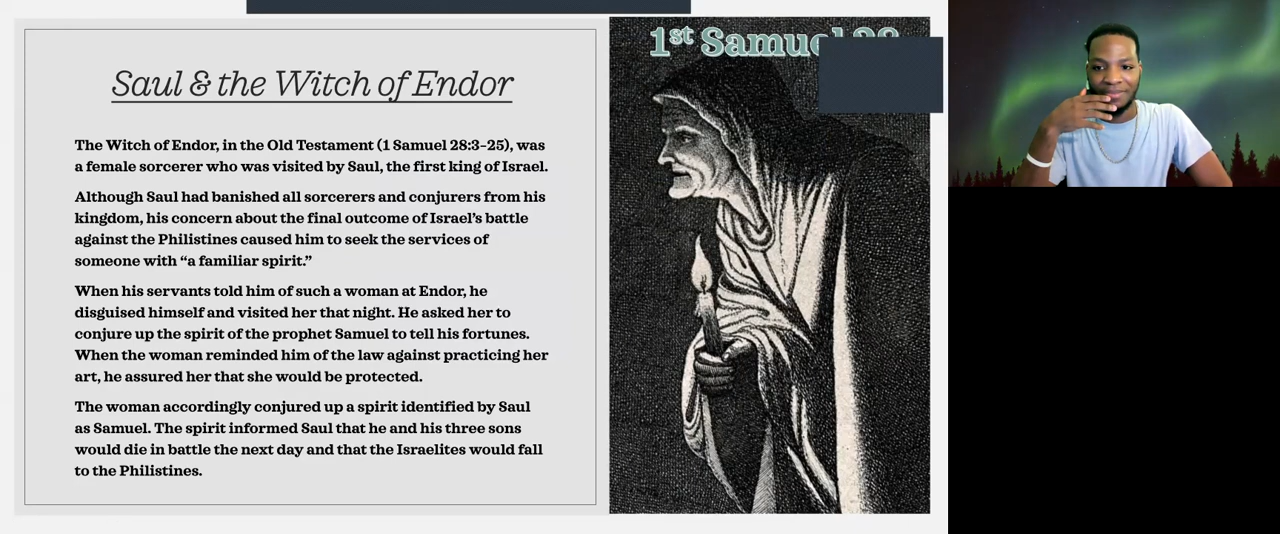 Saul & the Witch of Endor
The Witch of Endor, in the Old Testament (1 Samuel 28:3–25), was
a female sorcerer who was visited by Saul, the first king of Israel.
Although Saul had banished all sorcerers and conjurers from his
kingdom, his concern about the final outcome of Israel’s battle
against the Philistines caused him to seek the services of
someone with “a familiar spirit.”
When his servants told him of such a woman at Endor, he
disguised himself and visited her that night. He asked her to
conjure up the spirit of the prophet Samuel to tell his fortunes.
When the woman reminded him of the law against practicing her
art, he assured her that she would be protected.
The woman accordingly conjured up a spirit identified by Saul
as Samuel. The spirit informed Saul that he and his three sons
would die in battle the next day and that the Israelites would fall
to the Philistines.
1st Samuel 28